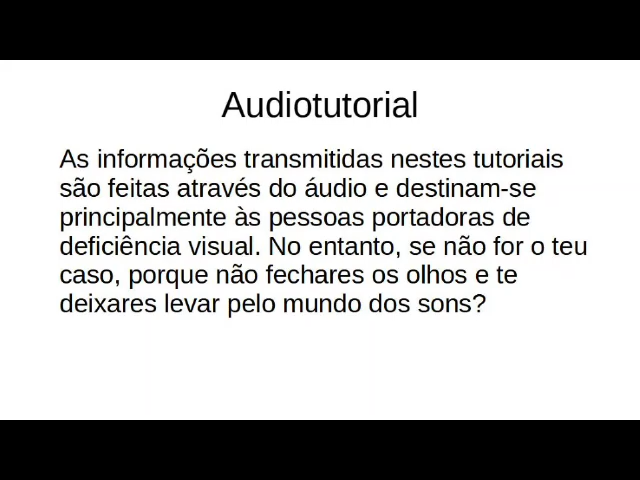 Audiotutorial
As informações transmitidas nestes tutoriais
são feitas através do áudio e destinam-se
principalmente às pessoas portadoras de
deficiência visual. No entanto, se não for o teu
caso, porque não fechares os olhos e te
deixares levar pelo mundo dos sons?